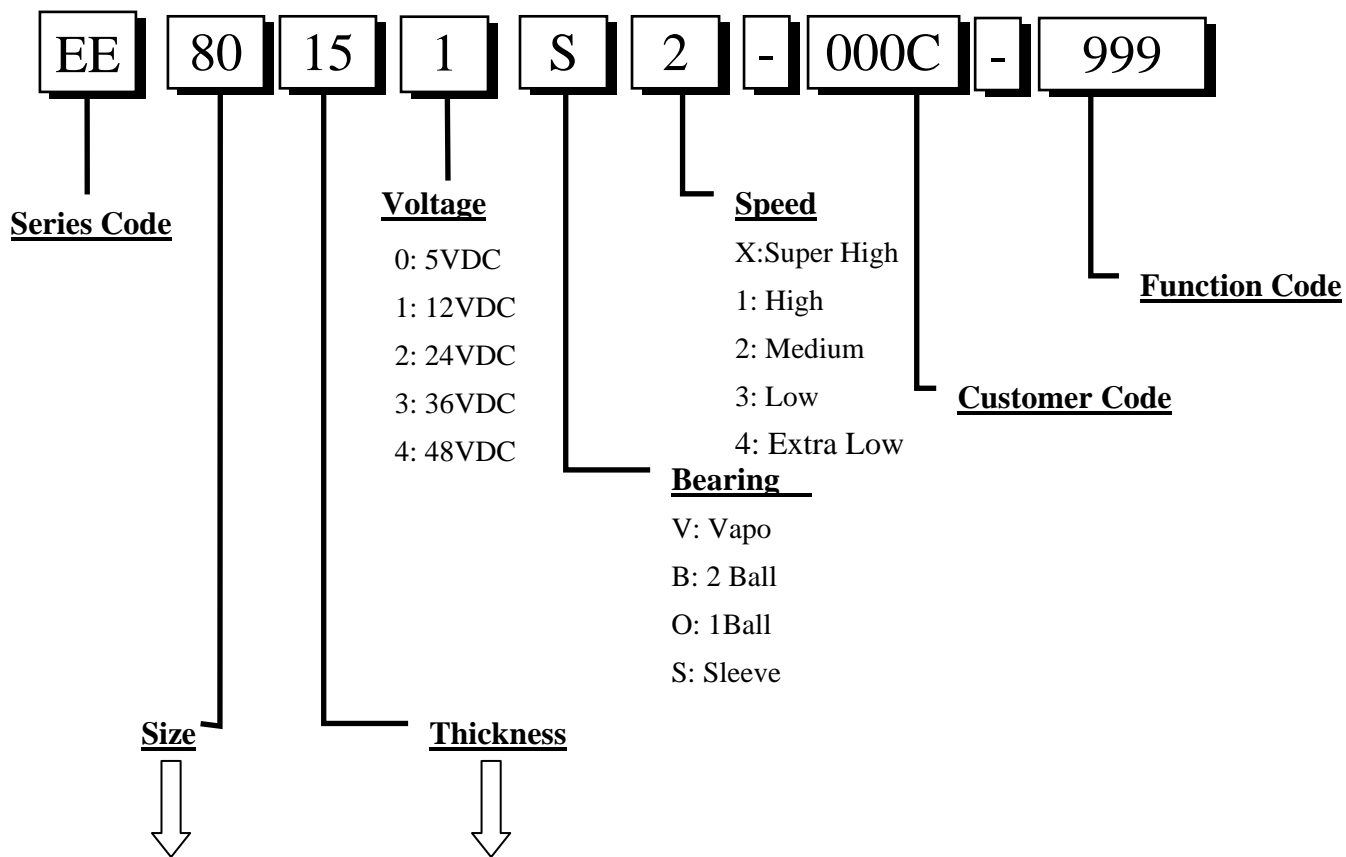 EE 80 15 1 S 2 - 000C - 999
Series Code
Voltage
0: 5VDC
1: 12VDC
2: 24VDC
3: 36VDC
4: 48VDC
Speed
X:Super High
1: High
2: Medium
3: Low
4: Extra Low
Function Code
Customer Code
Bearing
V: Vapo
B: 2 Ball
O: 1Ball
S: Sleeve
Size
Thickness